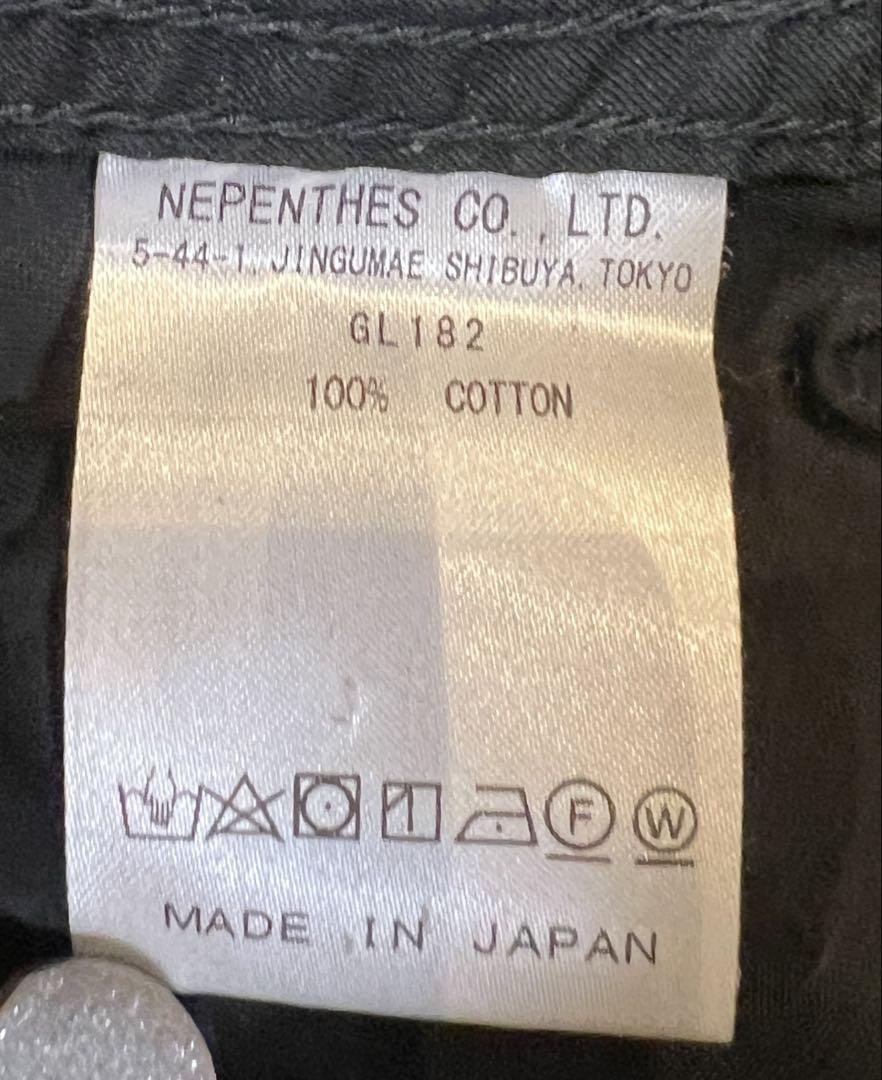 NEPENTHES CO., LTD.
5-44-1, JINGUMAE SHIBUYA, TOKYO
GL182
100% COTTON
F W
MADE IN JAPAN